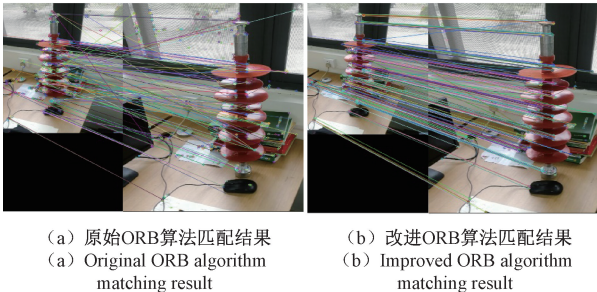 （a）原始ORB算法匹配结果
（a）Original ORB algorithm
matching result
（b）改进ORB算法匹配结果
（b）Improved ORB algorithm
matching result